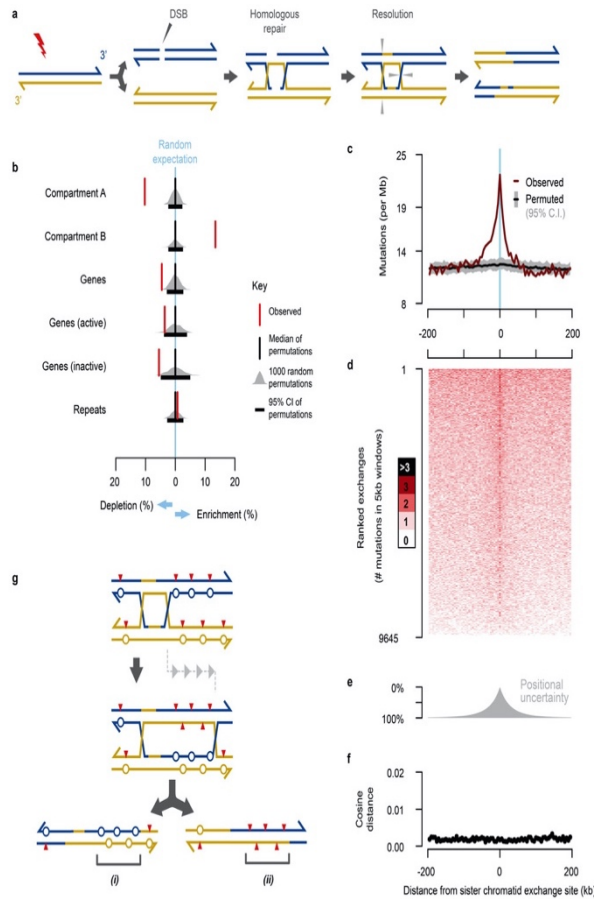 a
DSB
Homologous
repair
Resolution
3'
3'
b
Random
expectation
Compartment A
Compartment B
Genes
Genes (active)
Genes (inactive)
Repeats
20
10
0
10
20
Depletion (%)
Enrichment (%)
Key
Observed
Median of
permutations
1000 random
permutations
95% CI of
permutations
c
25
19
14
8
Mutations (per Mb)
Observed
Permuted
(95% C.I.)
-200
0
200
d
1
9645
Ranked exchanges
(# mutations in 5kb windows)
>3
3
2
1
0
e
0%
100%
Positional
uncertainty
f
0.02
0.01
0.00
Cosine
distance
-200
0
200
Distance from sister chromatid exchange site (kb)
g
(i)
(ii)